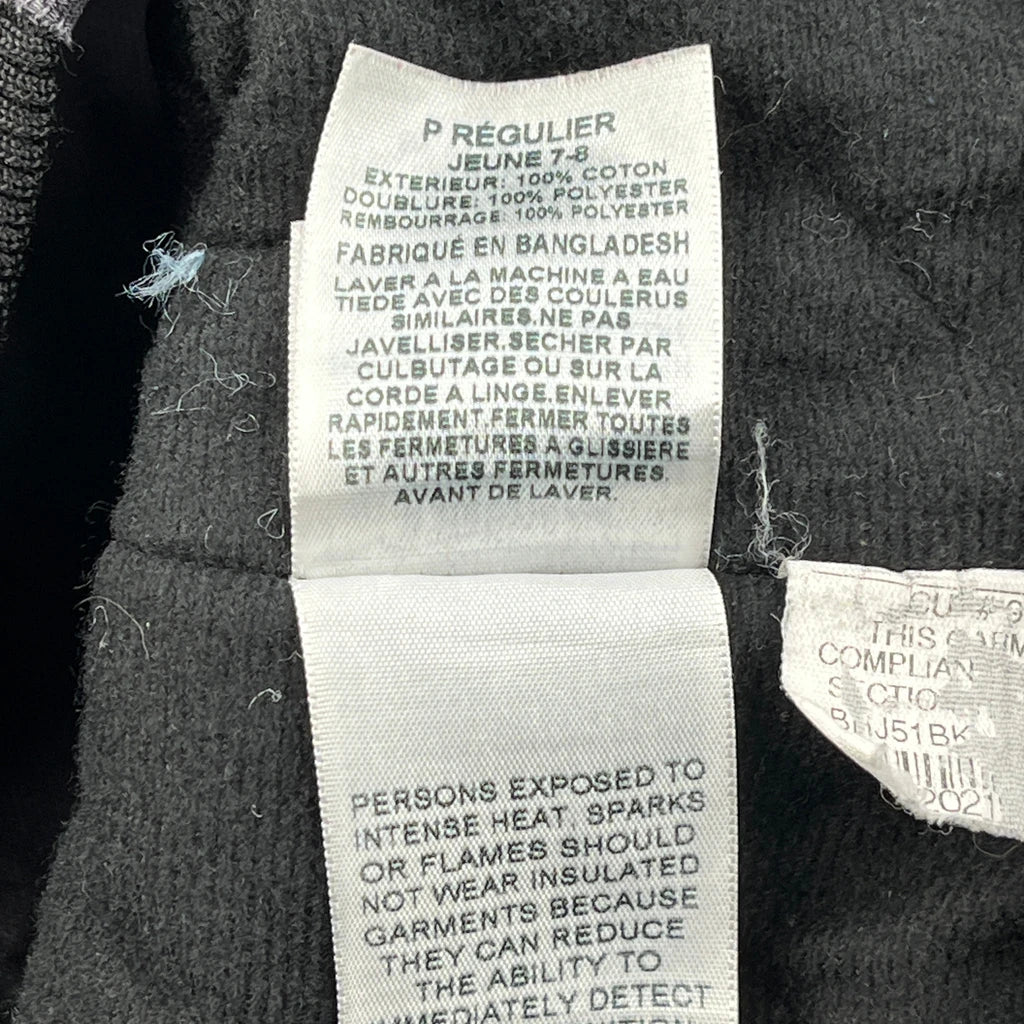 P RÉGULIER
JEUNE 7-8
EXTERIEUR: 100% COTON
DOUBLURE: 100% POLYESTER
REMBOURRAGE: 100% POLYESTER
FABRIQUÉ EN BANGLADESH
LAVER A LA MACHINE A EAU
TIEDE AVEC DES COULERUS
SIMILAIRES.NE PAS
JAVELLISER.SECHER PAR
CULBUTAGE OU SUR LA
CORDE A LINGE.ENLEVER
RAPIDEMENT.FERMER TOUTES
LES FERMETURES A GLISSIERE
ET AUTRES FERMETURES.
AVANT DE LAVER.
PERSONS EXPOSED TO
INTENSE HEAT, SPARKS
OR FLAMES SHOULD
NOT WEAR INSULATED
GARMENTS BECAUSE
THEY CAN REDUCE
THE ABILITY TO
IMMEDIATELY DETECT
THIS